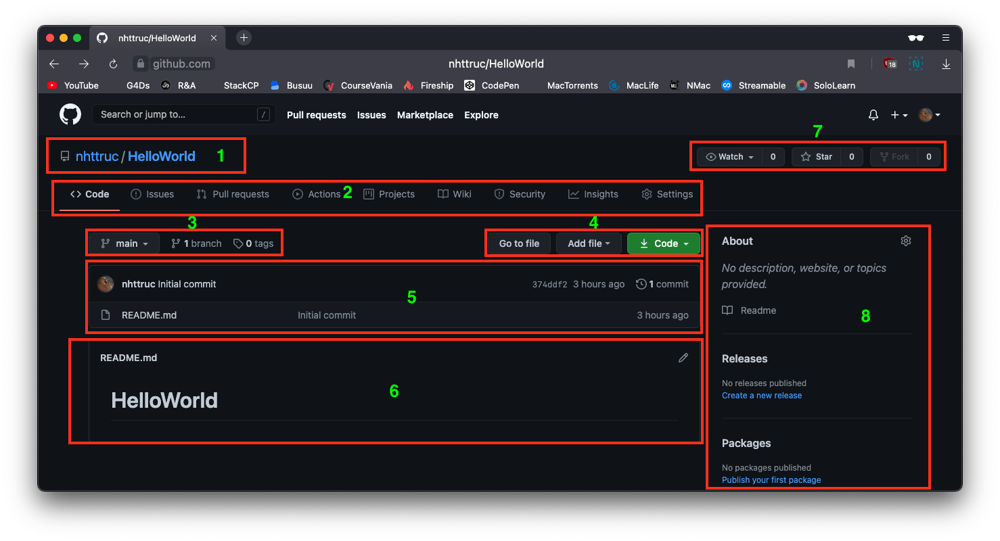 nhttruc/HelloWorld
github.com nhttruc/HelloWorld 18 N
YouTube G4Ds R&A StackCP Busuu CourseVania Fireship CodePen MacTorrents MacLife NMac Streamable SoloLearn
Search or jump to... / Pull requests Issues Marketplace Explore
7
nhttruc / HelloWorld 1 Watch 0 Star 0 Fork 0
Code Issues Pull requests Actions 2 Projects Wiki Security Insights Settings
3 4
main 1 branch 0 tags Go to file Add file Code
nhttruc Initial commit 374ddf2 3 hours ago 1 commit
5
README.md Initial commit 3 hours ago
README.md
6
HelloWorld
About
No description, website, or topics
provided.
Readme
8
Releases
No releases published
Create a new release
Packages
No packages published
Publish your first package